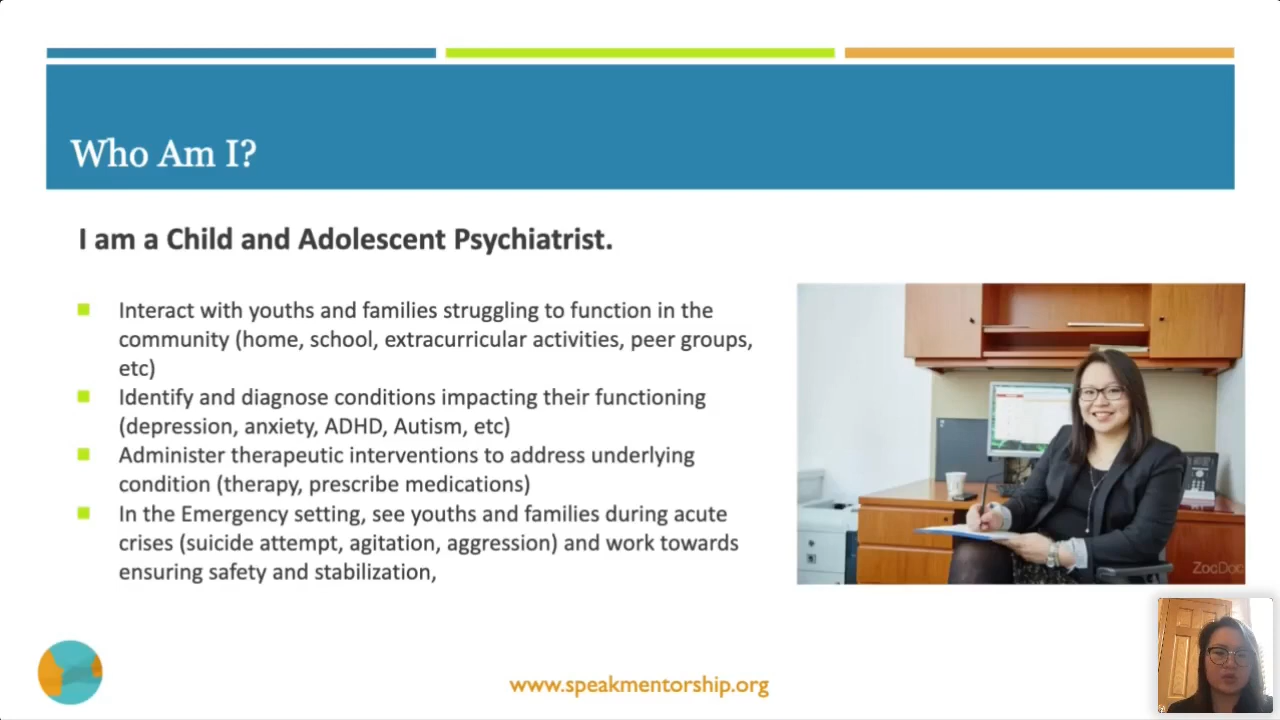 Who Am I?
I am a Child and Adolescent Psychiatrist.
Interact with youths and families struggling to function in the
community (home, school, extracurricular activities, peer groups,
etc)
Identify and diagnose conditions impacting their functioning
(depression, anxiety, ADHD, Autism, etc)
Administer therapeutic interventions to address underlying
condition (therapy, prescribe medications)
In the Emergency setting, see youths and families during acute
crises (suicide attempt, agitation, aggression) and work towards
ensuring safety and stabilization,
ZocDoc
www.speakmentorship.org